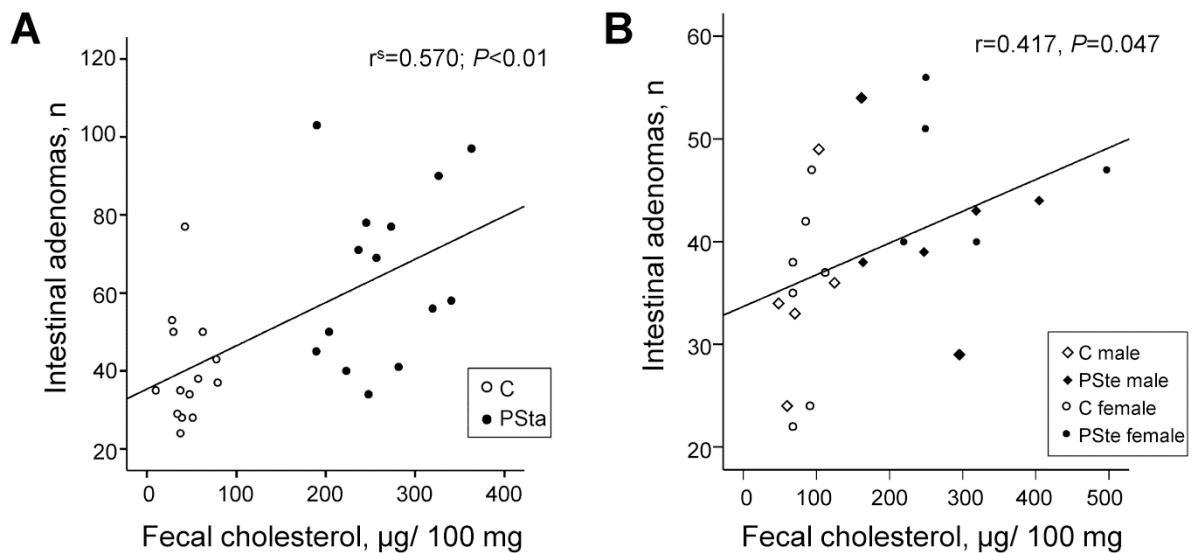 A
rˢ=0.570; P<0.01
Intestinal adenomas, n
120
100
80
60
40
20
0 100 200 300 400
Fecal cholesterol, µg/ 100 mg
C
PSta
B
r=0.417, P=0.047
Intestinal adenomas, n
60
50
40
30
20
0 100 200 300 400 500
Fecal cholesterol, µg/ 100 mg
C male
PSte male
C female
PSte female